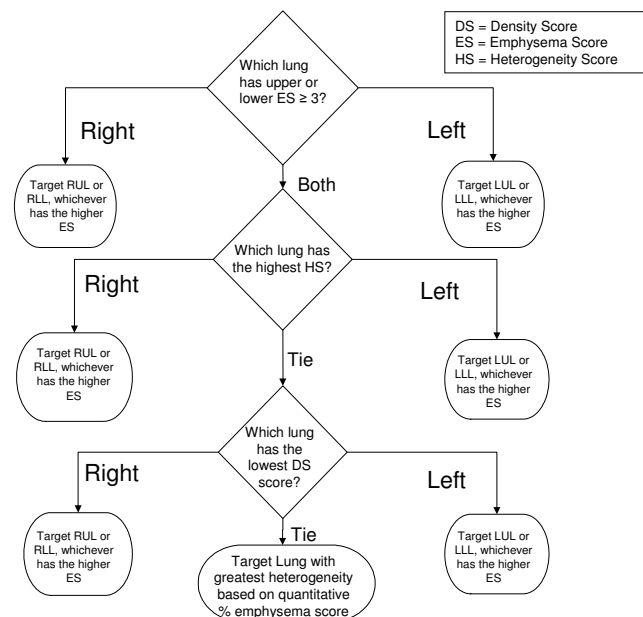 DS = Density Score
ES = Emphysema Score
HS = Heterogeneity Score
Which lung
has upper or
lower ES ≥ 3?
Right
Left
Both
Target RUL or
RLL, whichever
has the higher
ES
Target LUL or
LLL, whichever
has the higher
ES
Which lung has
the highest HS?
Right
Left
Tie
Target RUL or
RLL, whichever
has the higher
ES
Target LUL or
LLL, whichever
has the higher
ES
Which lung
has the
lowest DS
score?
Right
Left
Tie
Target RUL or
RLL, whichever
has the higher
ES
Target Lung with
greatest heterogeneity
based on quantitative
% emphysema score
Target LUL or
LLL, whichever
has the higher
ES